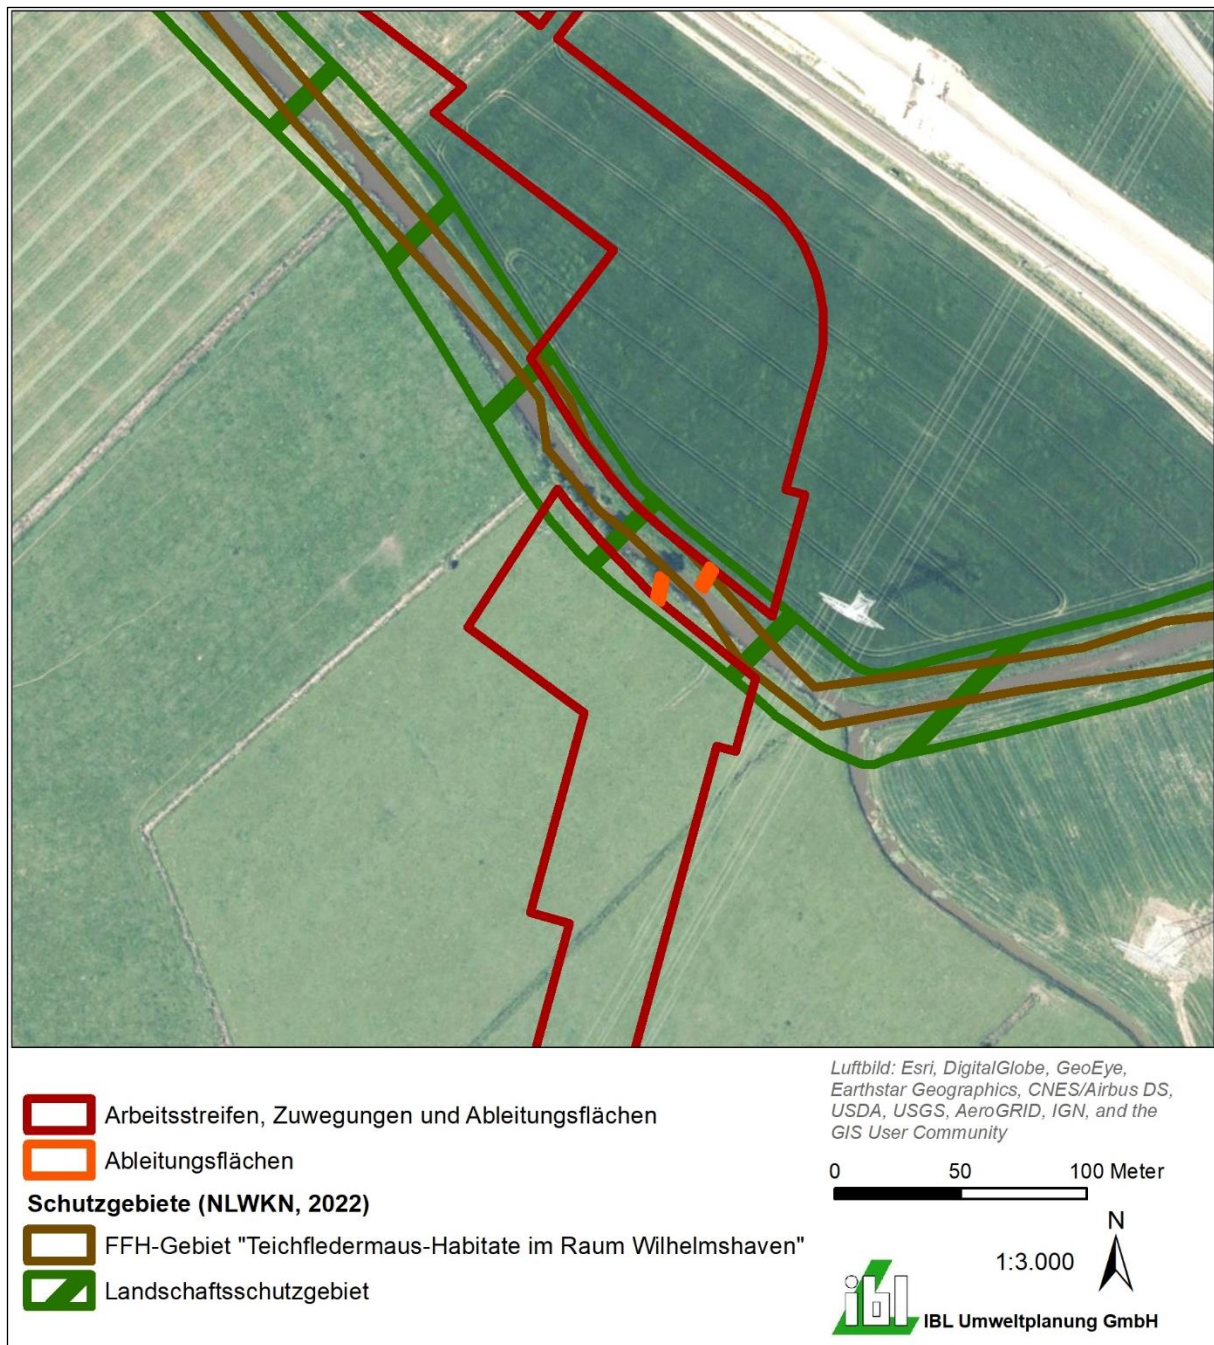 Arbeitsstreifen, Zuwegungen und Ableitungsflächen
Ableitungsflächen
Schutzgebiete (NLWKN, 2022)
FFH-Gebiet "Teichfledermaus-Habitate im Raum Wilhelmshaven"
Landschaftsschutzgebiet
Luftbild: Esri, DigitalGlobe, GeoEye,
Earthstar Geographics, CNES/Airbus DS,
USDA, USGS, AeroGRID, IGN, and the
GIS User Community
0 50 100 Meter
N
1:3.000
ibl
IBL Umweltplanung GmbH